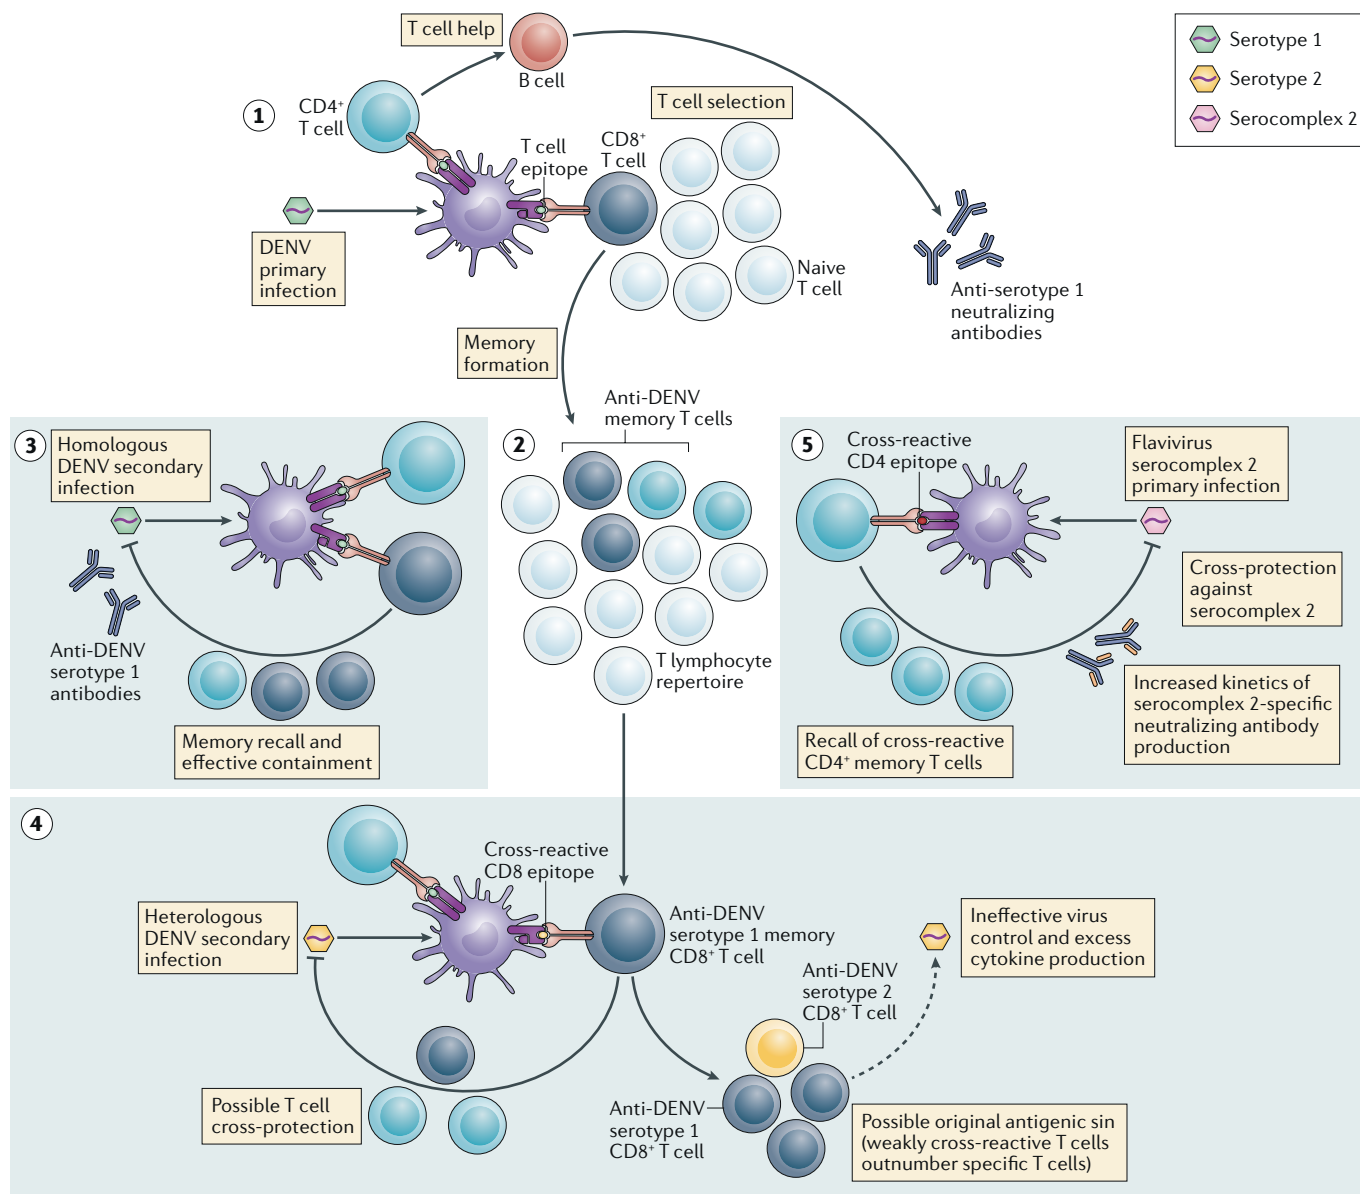 T cell help
B cell
Serotype 1
Serotype 2
Serocomplex 2
1
CD4⁺
T cell
T cell selection
T cell
epitope
CD8⁺
T cell
DENV
primary
infection
Naive
T cell
Anti-serotype 1
neutralizing
antibodies
Memory
formation
Anti-DENV
memory T cells
2
T lymphocyte
repertoire
3
Homologous
DENV secondary
infection
Anti-DENV
serotype 1
antibodies
Memory recall and
effective containment
5
Cross-reactive
CD4 epitope
Flavivirus
serocomplex 2
primary infection
Cross-protection
against
serocomplex 2
Increased kinetics of
serocomplex 2-specific
neutralizing antibody
production
Recall of cross-reactive
CD4⁺ memory T cells
4
Cross-reactive
CD8 epitope
Heterologous
DENV secondary
infection
Anti-DENV
serotype 1 memory
CD8⁺ T cell
Ineffective virus
control and excess
cytokine production
Anti-DENV
serotype 2
CD8⁺ T cell
Possible T cell
cross-protection
Anti-DENV
serotype 1
CD8⁺ T cell
Possible original antigenic sin
(weakly cross-reactive T cells
outnumber specific T cells)